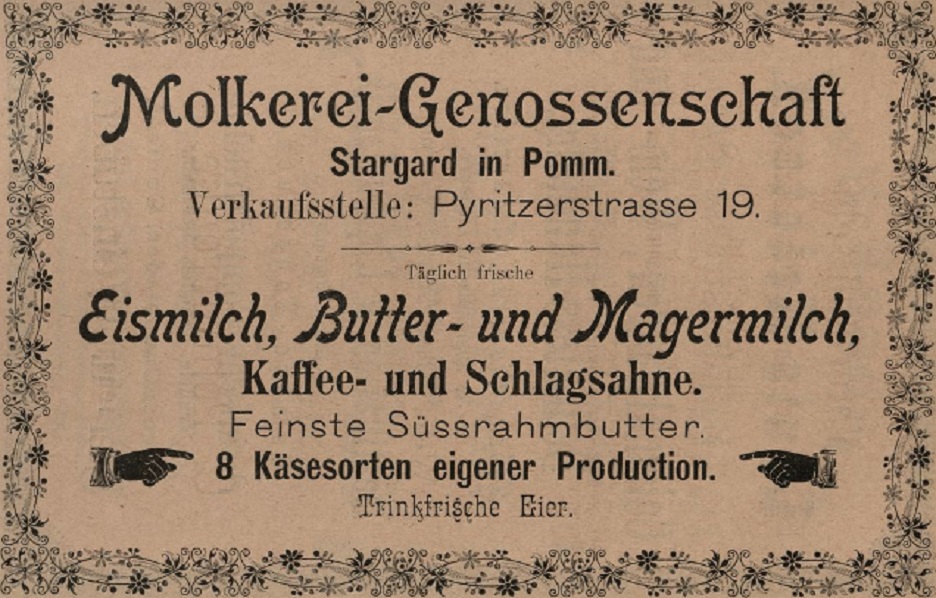 Molkerei-Genossenschaft
Stargard in Pomm.
Verkaufsstelle: Pyritzerstrasse 19.
Täglich frische
Eismilch, Butter- und Magermilch,
Kaffee- und Schlagsahne.
Feinste Süssrahmbutter.
8 Käsesorten eigener Production.
Trinkfrische Eier.